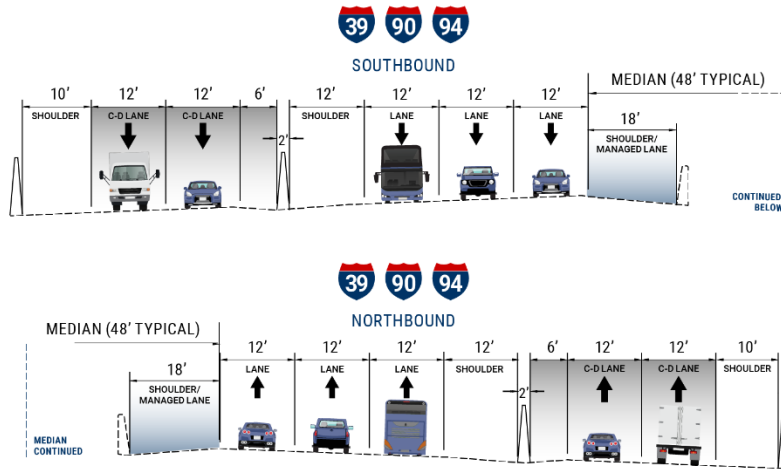 39 90 94
SOUTHBOUND
MEDIAN (48' TYPICAL)
10' 12' 12' 6' 12' 12' 12' 12'
SHOULDER C-D LANE C-D LANE SHOULDER LANE LANE LANE
18'
SHOULDER/
MANAGED LANE
2'
CONTINUED
BELOW
39 90 94
NORTHBOUND
MEDIAN (48' TYPICAL)
12' 12' 12' 12' 6' 12' 12' 10'
LANE LANE LANE SHOULDER C-D LANE C-D LANE SHOULDER
18'
SHOULDER/
MANAGED LANE
2'
MEDIAN
CONTINUED